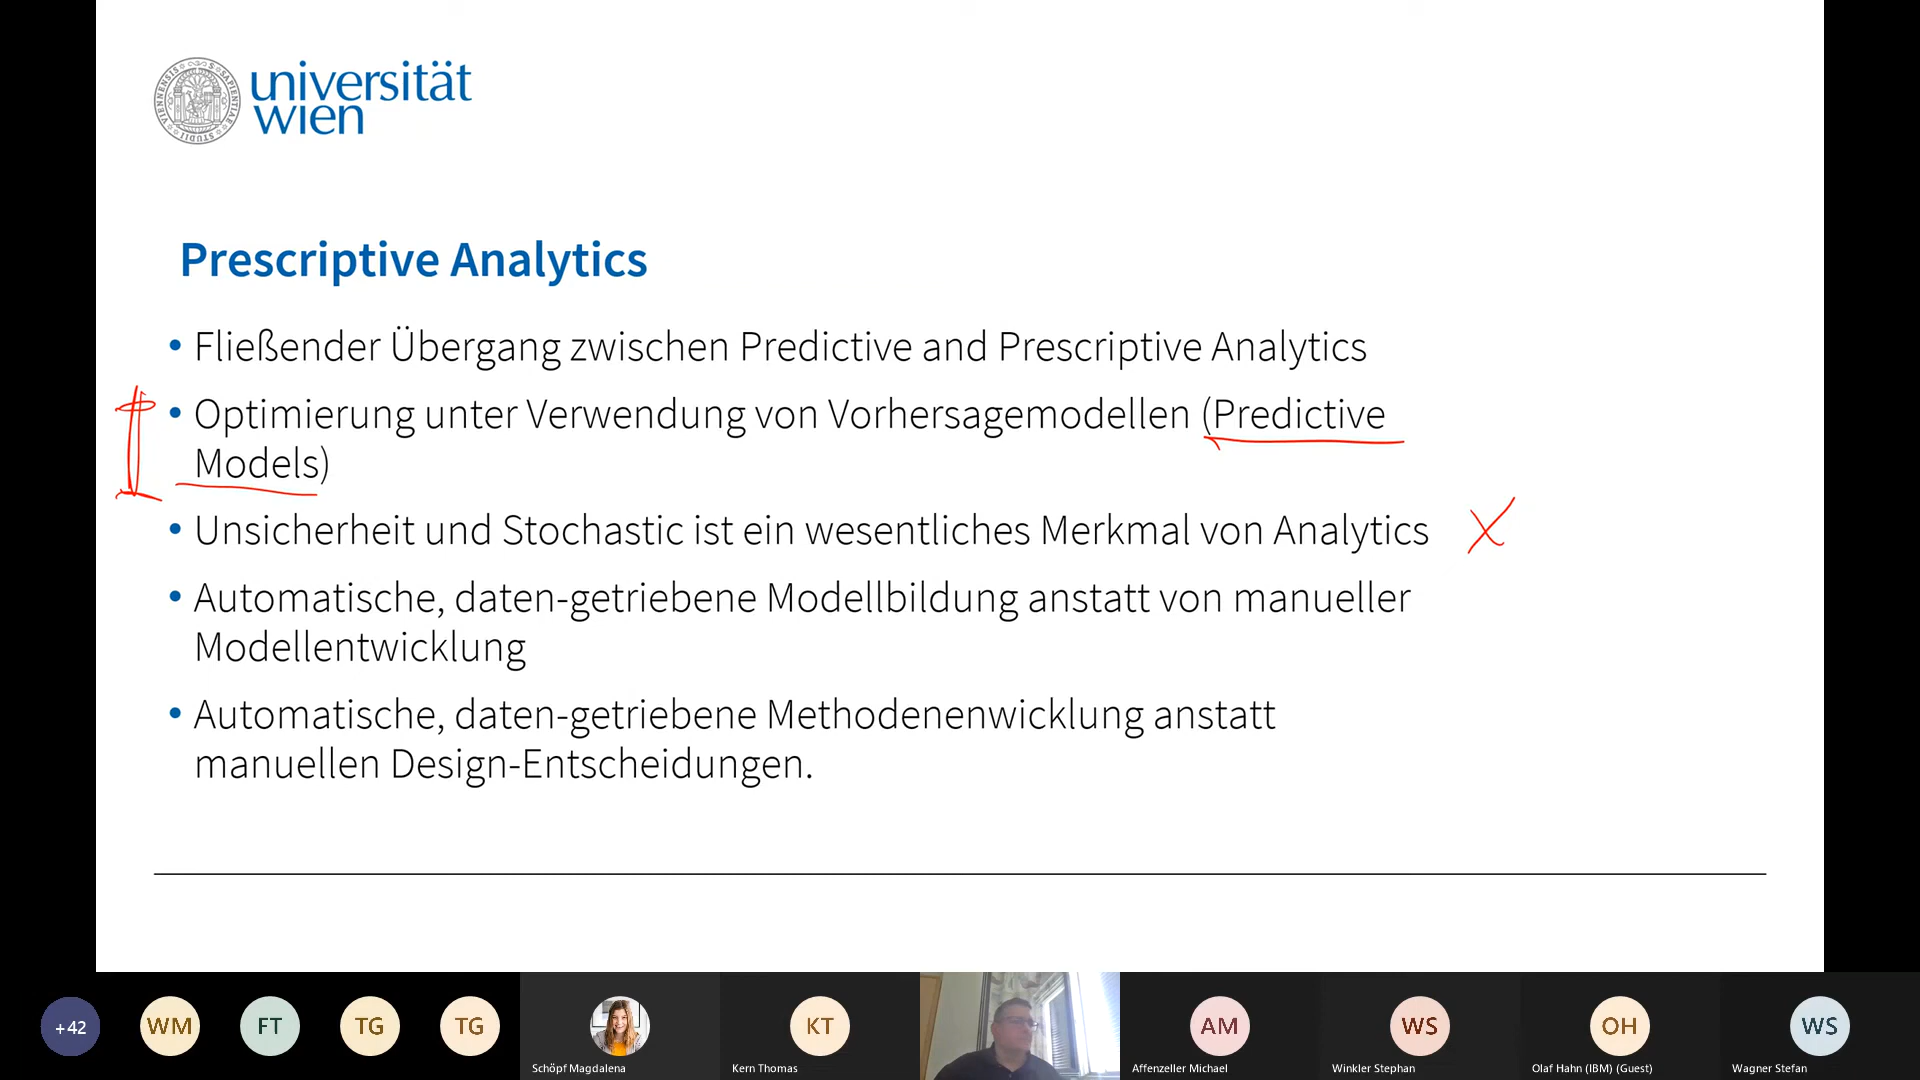 universität
wien
Prescriptive Analytics
• Fließender Übergang zwischen Predictive and Prescriptive Analytics
• Optimierung unter Verwendung von Vorhersagemodellen (Predictive
Models)
• Unsicherheit und Stochastic ist ein wesentliches Merkmal von Analytics
• Automatische, daten-getriebene Modellbildung anstatt von manueller
Modellentwicklung
• Automatische, daten-getriebene Methodenenwicklung anstatt
manuellen Design-Entscheidungen.
+42
WM
FT
TG
TG
Schöpf Magdalena
KT
Kern Thomas
AM
Affenzeller Michael
WS
Winkler Stephan
OH
Olaf Hahn (IBM) (Guest)
WS
Wagner Stefan